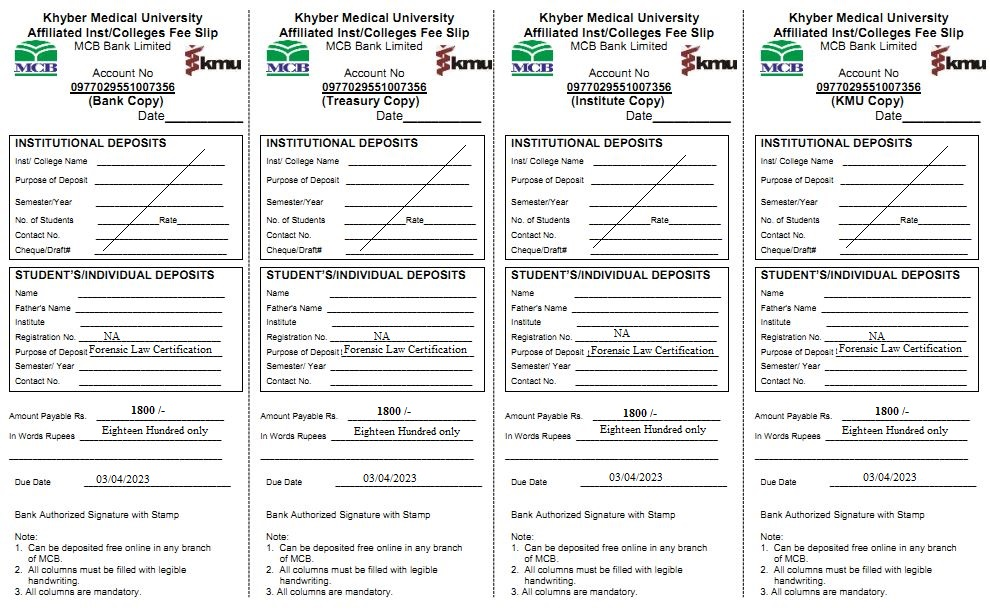 Khyber Medical University
Affiliated Inst/Colleges Fee Slip
MCB Bank Limited
MCB
kmu
Account No
0977029551007356
(Bank Copy)
Date____________
INSTITUTIONAL DEPOSITS
Inst/ College Name
Purpose of Deposit
Semester/Year
No. of Students Rate
Contact No.
Cheque/Draft#
STUDENT'S/INDIVIDUAL DEPOSITS
Name
Father's Name
Institute
Registration No. NA
Purpose of Deposit Forensic Law Certification
Semester/ Year
Contact No.
Amount Payable Rs. 1800 /-
In Words Rupees Eighteen Hundred only
Due Date 03/04/2023
Bank Authorized Signature with Stamp
Note:
1. Can be deposited free online in any branch
of MCB.
2. All columns must be filled with legible
handwriting.
3. All columns are mandatory.
Khyber Medical University
Affiliated Inst/Colleges Fee Slip
MCB Bank Limited
MCB
kmu
Account No
0977029551007356
(Treasury Copy)
Date____________
INSTITUTIONAL DEPOSITS
Inst/ College Name
Purpose of Deposit
Semester/Year
No. of Students Rate
Contact No.
Cheque/Draft#
STUDENT'S/INDIVIDUAL DEPOSITS
Name
Father's Name
Institute
Registration No. NA
Purpose of Deposit Forensic Law Certification
Semester/ Year
Contact No.
Amount Payable Rs. 1800 /-
In Words Rupees Eighteen Hundred only
Due Date 03/04/2023
Bank Authorized Signature with Stamp
Note:
1. Can be deposited free online in any branch
of MCB.
2. All columns must be filled with legible
handwriting.
3. All columns are mandatory.
Khyber Medical University
Affiliated Inst/Colleges Fee Slip
MCB Bank Limited
MCB
kmu
Account No
0977029551007356
(Institute Copy)
Date____________
INSTITUTIONAL DEPOSITS
Inst/ College Name
Purpose of Deposit
Semester/Year
No. of Students Rate
Contact No.
Cheque/Draft#
STUDENT'S/INDIVIDUAL DEPOSITS
Name
Father's Name
Institute
Registration No. NA
Purpose of Deposit Forensic Law Certification
Semester/ Year
Contact No.
Amount Payable Rs. 1800 /-
In Words Rupees Eighteen Hundred only
Due Date 03/04/2023
Bank Authorized Signature with Stamp
Note:
1. Can be deposited free online in any branch
of MCB.
2. All columns must be filled with legible
handwriting.
3. All columns are mandatory.
Khyber Medical University
Affiliated Inst/Colleges Fee Slip
MCB Bank Limited
MCB
kmu
Account No
0977029551007356
(KMU Copy)
Date____________
INSTITUTIONAL DEPOSITS
Inst/ College Name
Purpose of Deposit
Semester/Year
No. of Students Rate
Contact No.
Cheque/Draft#
STUDENT'S/INDIVIDUAL DEPOSITS
Name
Father's Name
Institute
Registration No. NA
Purpose of Deposit Forensic Law Certification
Semester/ Year
Contact No.
Amount Payable Rs. 1800 /-
In Words Rupees Eighteen Hundred only
Due Date 03/04/2023
Bank Authorized Signature with Stamp
Note:
1. Can be deposited free online in any branch
of MCB.
2. All columns must be filled with legible
handwriting.
3. All columns are mandatory.